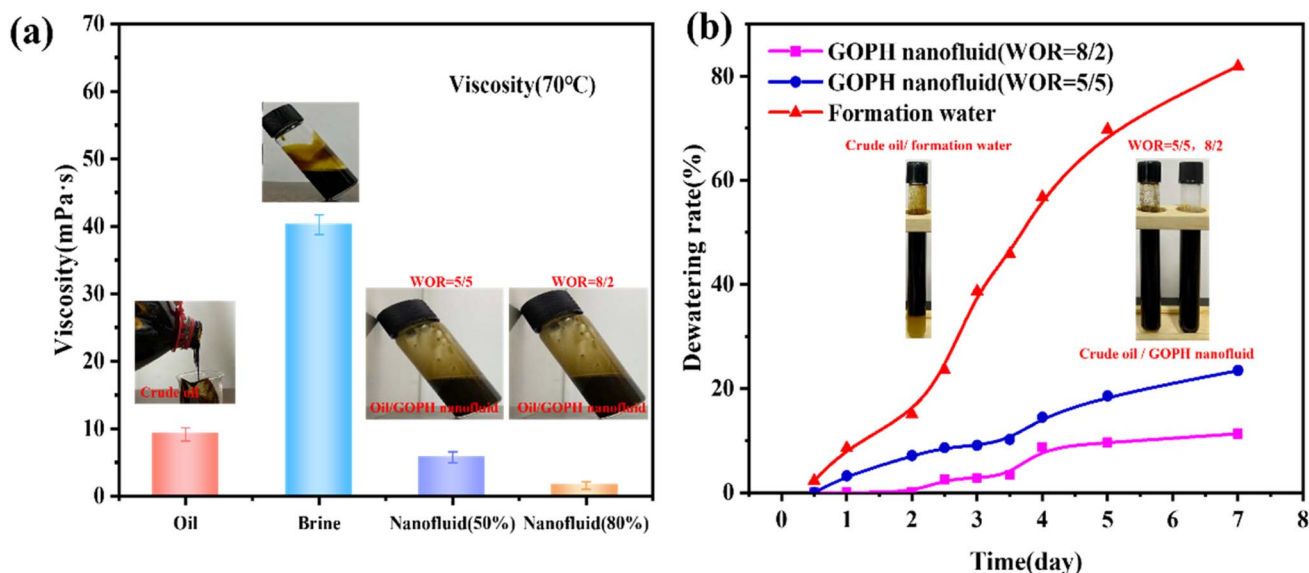 (a)
70
60
50
40
30
20
10
0
Viscosity(mPa·s)
Viscosity(70℃)
Crude oil
WOR=5/5
WOR=8/2
Oil/GOPH nanofluid
Oil/GOPH nanofluid
Oil
Brine
Nanofluid(50%)
Nanofluid(80%)
(b)
80
60
40
20
0
Dewatering rate(%)
GOPH nanofluid(WOR=8/2)
GOPH nanofluid(WOR=5/5)
Formation water
Crude oil/ formation water
WOR=5/5, 8/2
Crude oil / GOPH nanofluid
0
1
2
3
4
5
6
7
8
Time(day)